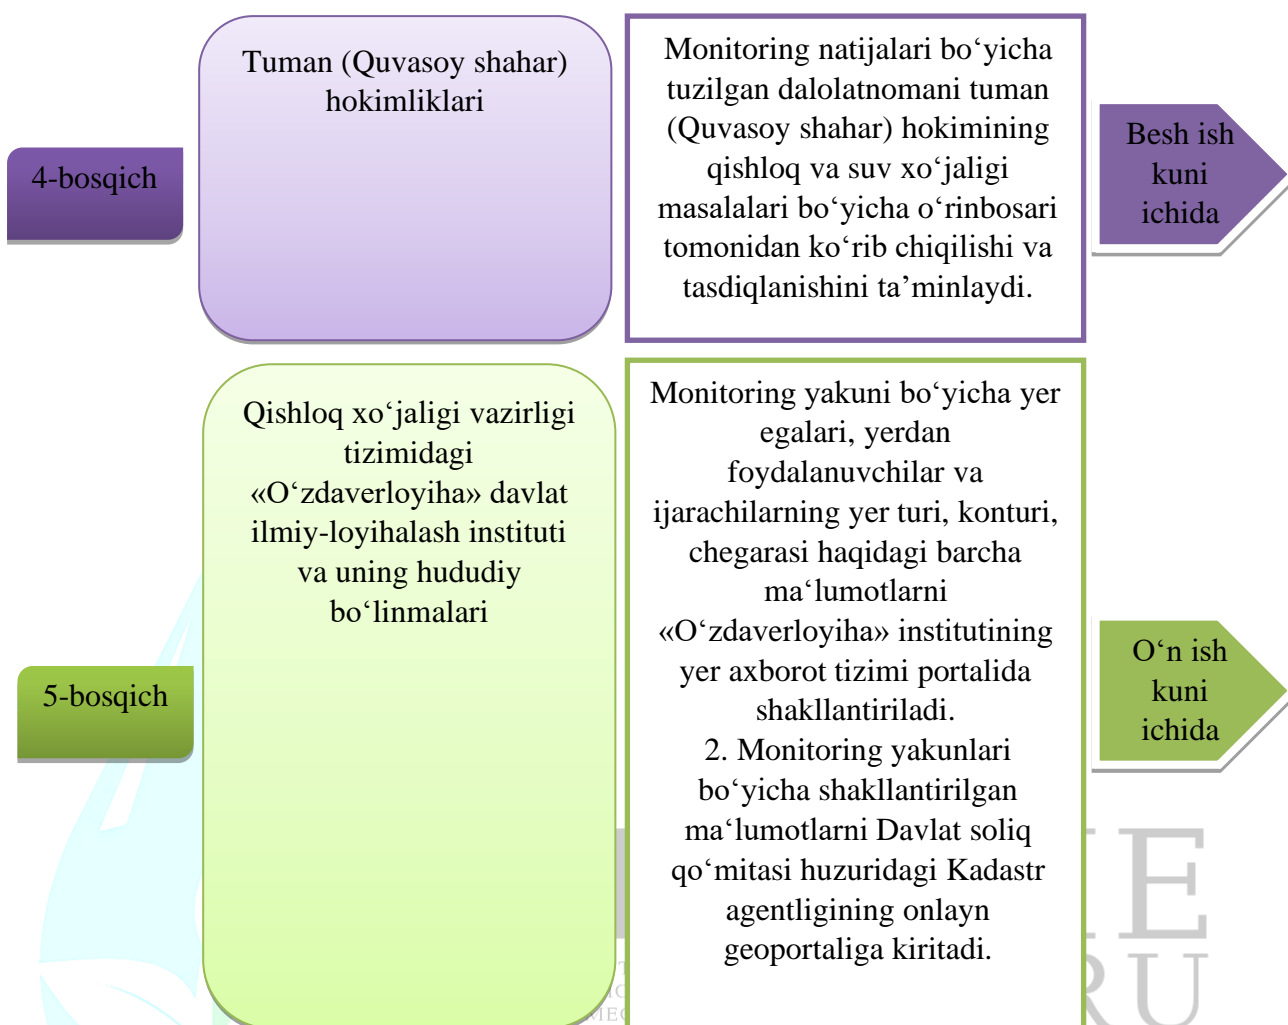 4-bosqich
Tuman (Quvasoy shahar)
hokimliklari
Monitoring natijalari bo‘yicha
tuzilgan dalolatnomani tuman
(Quvasoy shahar) hokimining
qishloq va suv xo‘jaligi
masalalari bo‘yicha o‘rinbosari
tomonidan ko‘rib chiqilishi va
tasdiqlanishini ta’minlaydi.
Besh ish
kuni
ichida
5-bosqich
Qishloq xo‘jaligi vazirligi
tizimidagi
«O‘zdaverloyiha» davlat
ilmiy-loyihalash instituti
va uning hududiy
bo‘linmalari
Monitoring yakuni bo‘yicha yer
egalari, yerdan
foydalanuvchilar va
ijarachilarning yer turi, konturi,
chegarasi haqidagi barcha
ma‘lumotlarni
«O‘zdaverloyiha» institutining
yer axborot tizimi portalida
shakllantiriladi.
2. Monitoring yakunlari
bo‘yicha shakllantirilgan
ma‘lumotlarni Davlat soliq
qo‘mitasi huzuridagi Kadastr
agentligining onlayn
geoportaliga kiritadi.
O‘n ish
kuni
ichida